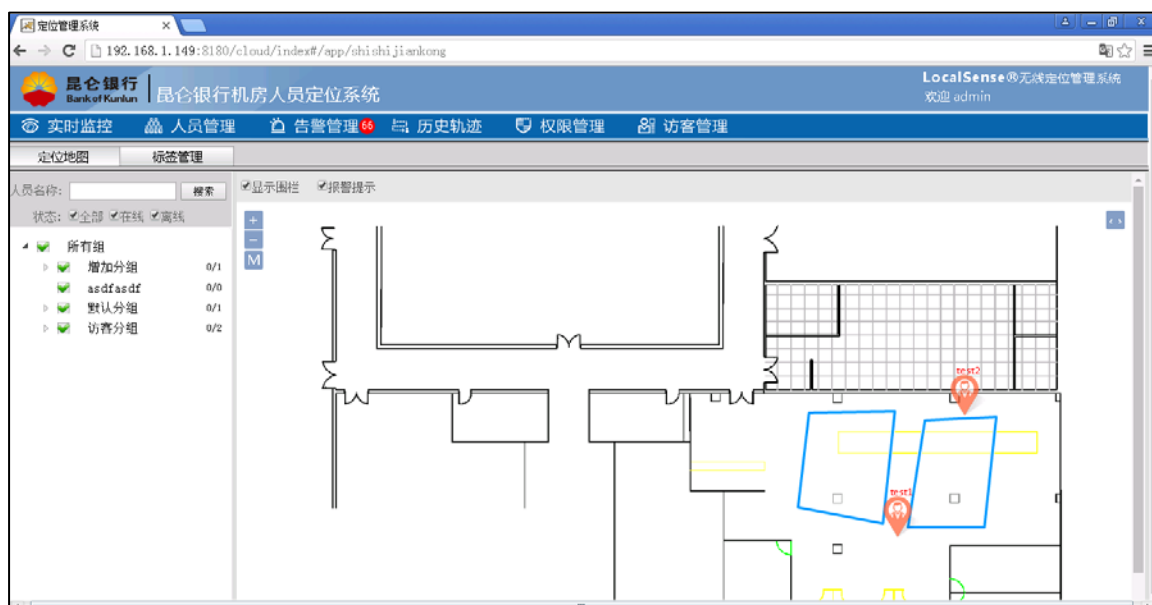 定位管理系统
192.168.1.149:8180/cloud/index#/app/shishijiankong
昆仑银行
Bank of Kunlun
昆仑银行机房人员定位系统
LocalSense®无线定位管理系统
欢迎 admin
实时监控 人员管理 告警管理 66 历史轨迹 权限管理 访客管理
定位地图 标签管理
人员名称: 搜索
状态: 全部 在线 离线
显示围栏 报警提示
所有组
增加分组 0/1
asdfasdf 0/0
默认分组 0/1
访客分组 0/2
+
−
M
test2
test1